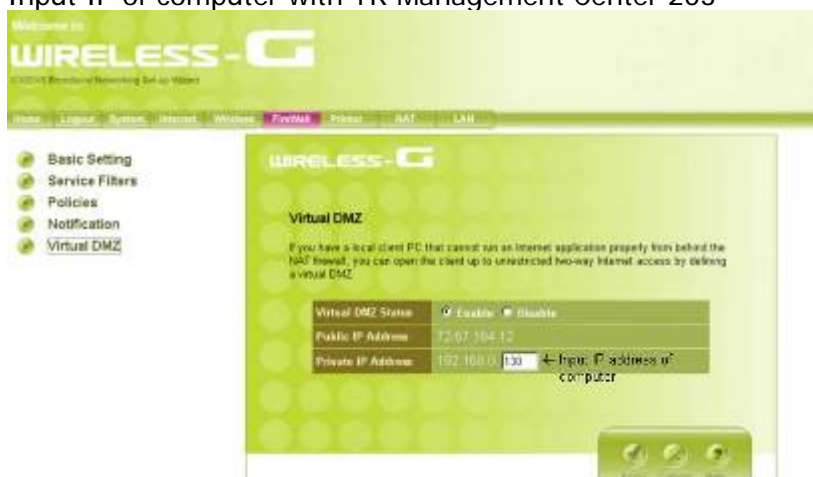 Input IP of computer with TR Management Center 203
Welcome to
WIRELESS-G
Home Logout System Internet Wireless FireWall Printer NAT LAN
Basic Setting
Service Filters
Policies
Notification
Virtual DMZ
WIRELESS-G
Virtual DMZ
If you have a local client PC that cannot run an Internet application properly from behind the
NAT firewall, you can open the client up to unrestricted two-way Internet access by defining
a virtual DMZ
Virtual DMZ Status Enable Disable
Public IP Address 72.67.104.12
Private IP Address 192.168.0. 130 Input IP address of
computer